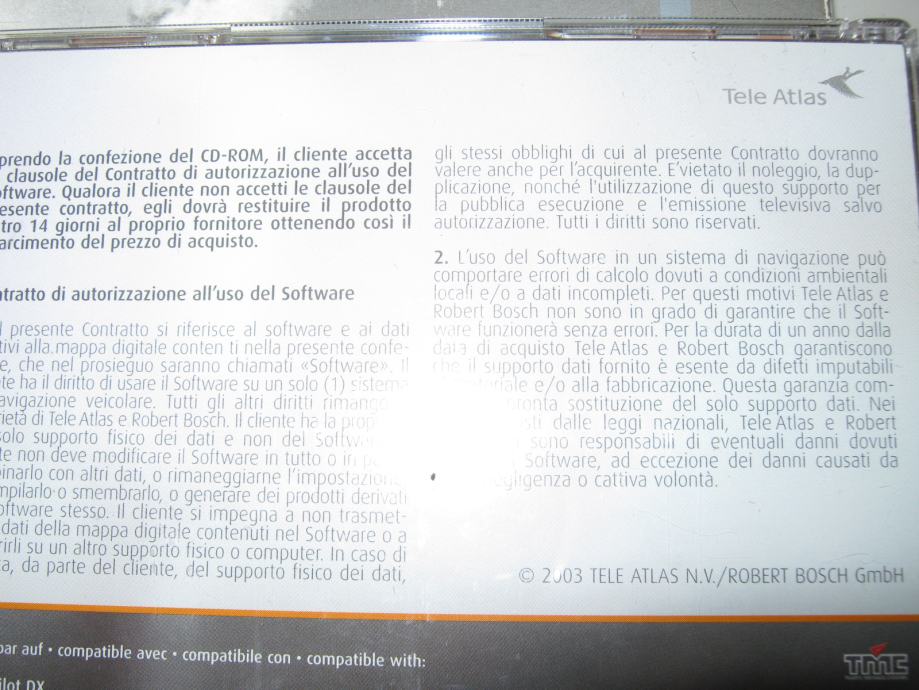 Tele Atlas
prendo la confezione del CD-ROM, il cliente accetta
clausole del Contratto di autorizzazione all'uso del
oftware. Qualora il cliente non accetti le clausole del
resente contratto, egli dovrà restituire il prodotto
tro 14 giorni al proprio fornitore ottenendo così il
arcimento del prezzo di acquisto.
ntratto di autorizzazione all'uso del Software
l presente Contratto si riferisce al software e ai dati
tivi alla mappa digitale conten ti nella presente confe-
e, che nel prosieguo saranno chiamati «Software». Il
te ha il diritto di usare il Software su un solo (1) sistema
navigazione veicolare. Tutti gli altri diritti rimango
rietà di Tele Atlas e Robert Bosch. Il cliente ha la prop
solo supporto fisico dei dati e non del Softw
te non deve modificare il Software in tutto o in
binarlo con altri dati, o rimaneggiarne l'impostazione
mpilarlo o smembrarlo, o generare dei prodotti derivati
oftware stesso. Il cliente si impegna a non trasmet-
dati della mappa digitale contenuti nel Software o a
rirli su un altro supporto fisico o computer. In caso di
a, da parte del cliente, del supporto fisico dei dati,
gli stessi obblighi di cui al presente Contratto dovranno
valere anche per l'acquirente. E'vietato il noleggio, la dup-
plicazione, nonché l'utilizzazione di questo supporto per
la pubblica esecuzione e l'emissione televisiva salvo
autorizzazione. Tutti i diritti sono riservati.
2. L'uso del Software in un sistema di navigazione può
comportare errori di calcolo dovuti a condizioni ambientali
locali e/o a dati incompleti. Per questi motivi Tele Atlas e
Robert Bosch non sono in grado di garantire che il Soft-
ware funzionerà senza errori. Per la durata di un anno dalla
data di acquisto Tele Atlas e Robert Bosch garantiscono
che il supporto dati fornito è esente da difetti imputabili
materiale e/o alla fabbricazione. Questa garanzia com-
pronta sostituzione del solo supporto dati. Nei
sti dalle leggi nazionali, Tele Atlas e Robert
sono responsabili di eventuali danni dovuti
Software, ad eccezione dei danni causati da
negligenza o cattiva volontà.
© 2003 TELE ATLAS N.V./ROBERT BOSCH GmbH
bar auf • compatible avec • compatibile con • compatible with:
ilot DX
TMC